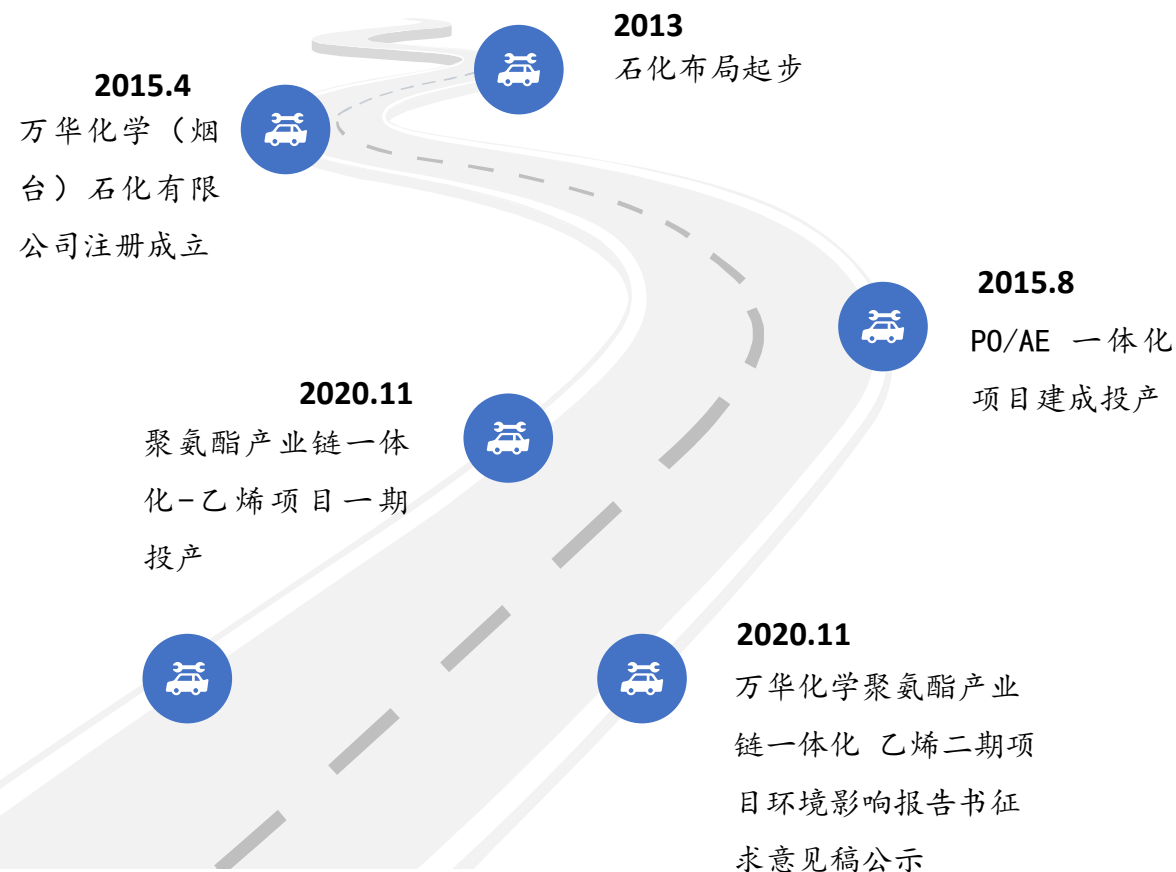 2013
石化布局起步
2015.4
万华化学（烟
台）石化有限
公司注册成立
2015.8
PO/AE 一体化
项目建成投产
2020.11
聚氨酯产业链一体
化-乙烯项目一期
投产
2020.11
万华化学聚氨酯产业
链一体化 乙烯二期项
目环境影响报告书征
求意见稿公示